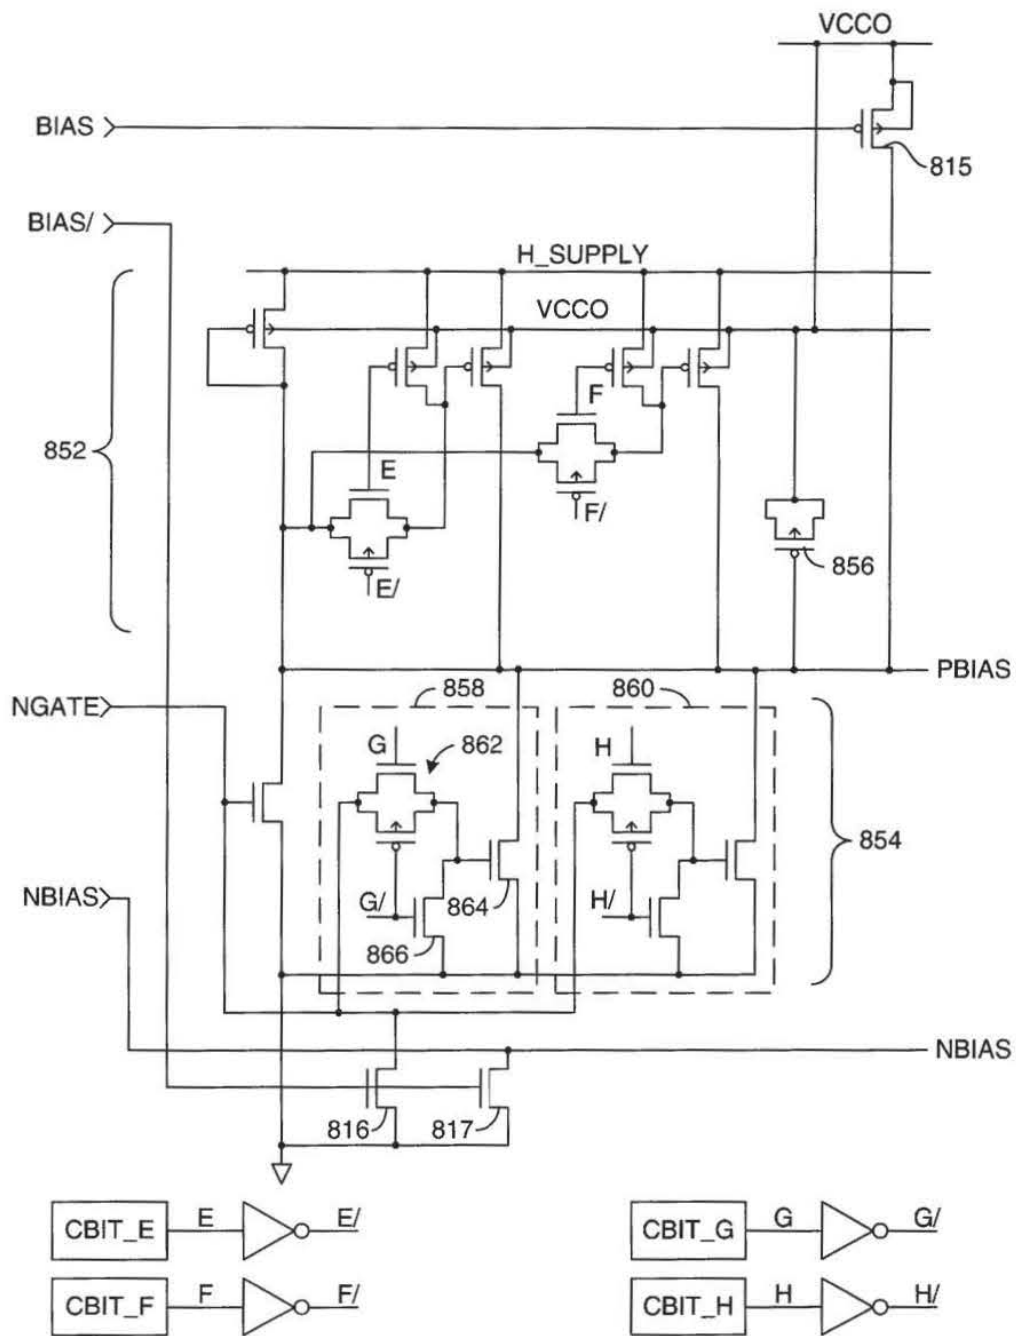 VCCO
BIAS
815
BIAS/
H_SUPPLY
VCCO
852
F
E
F/
856
E/
PBIAS
858
860
NGATE
G
862
H
854
NBIAS
G/
864
H/
866
NBIAS
816
817
CBIT_E
E
E/
CBIT_G
G
G/
CBIT_F
F
F/
CBIT_H
H
H/